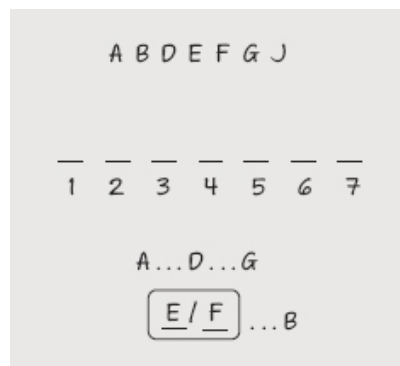 A B D E F G J
_ _ _ _ _ _ _
1 2 3 4 5 6 7
A...D...G
E / F ...B